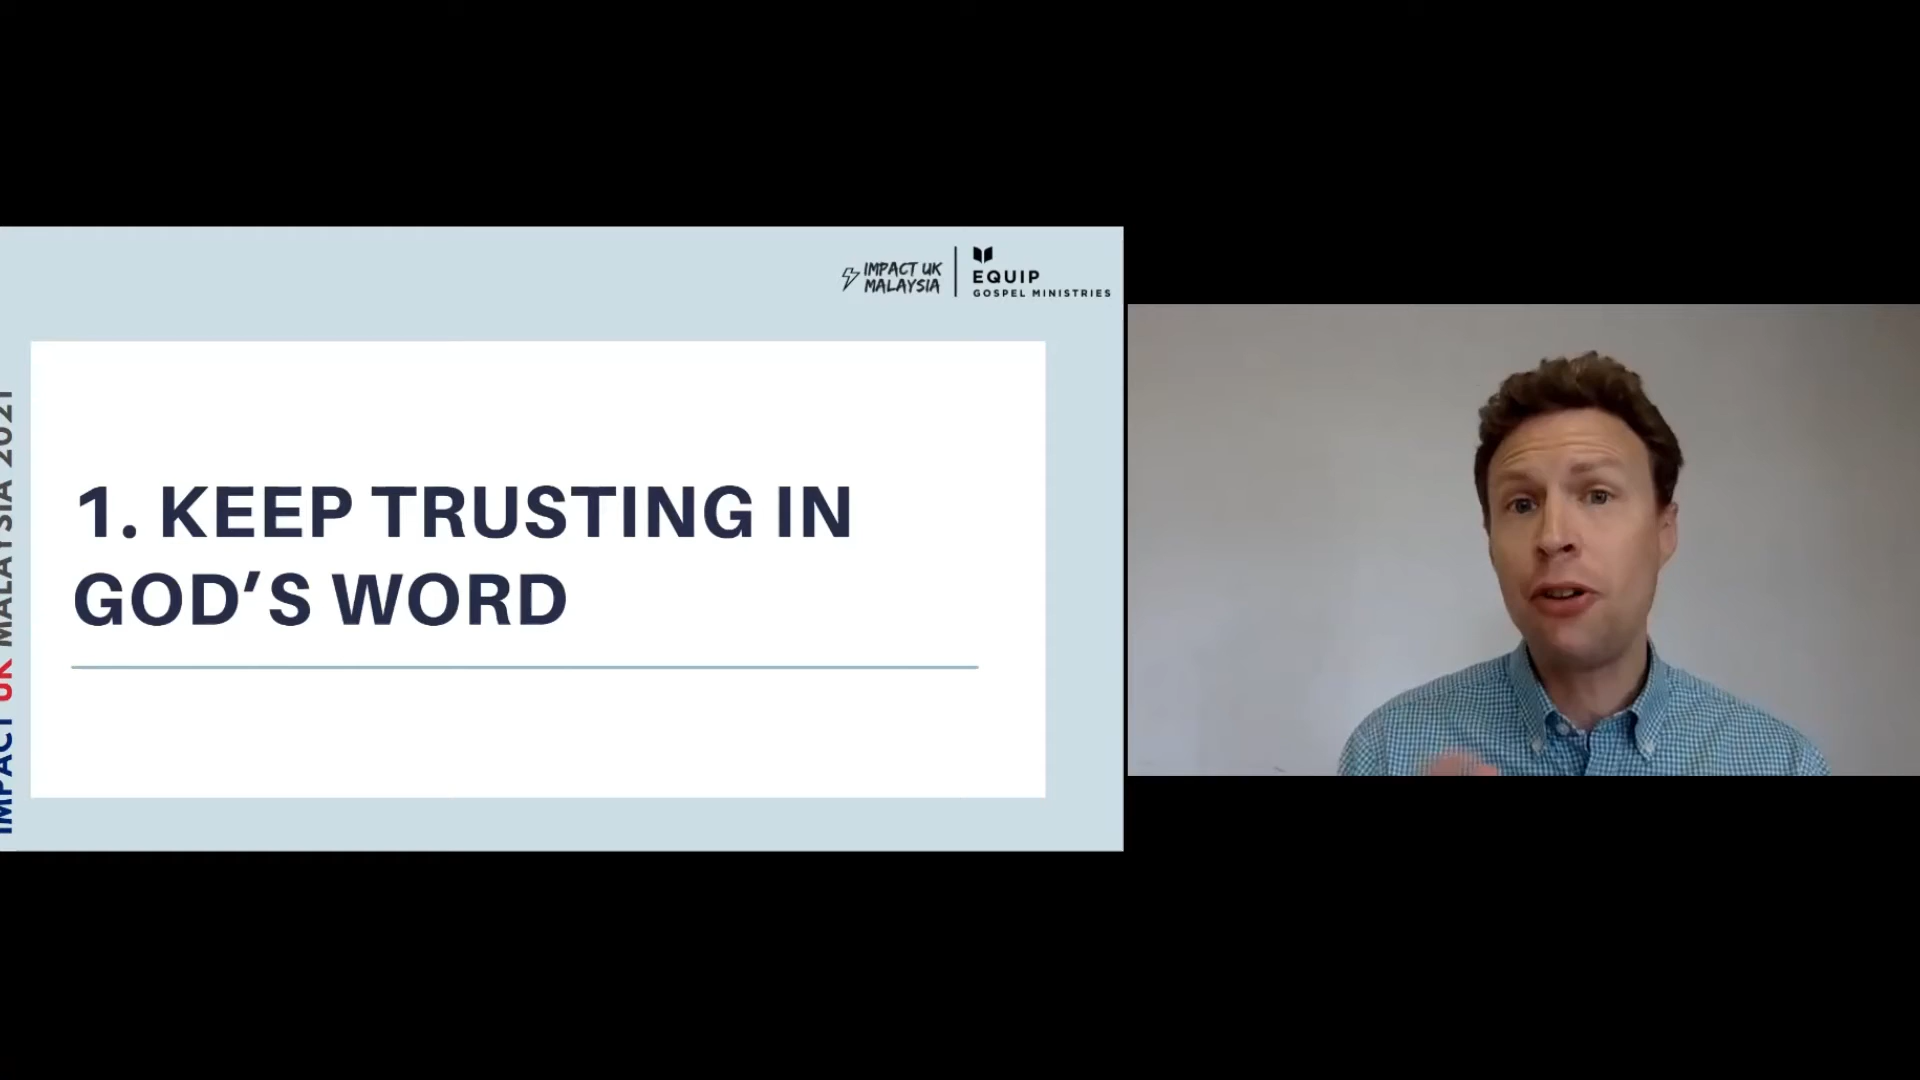 IMPACT UK
MALAYSIA
EQUIP
GOSPEL MINISTRIES
1. KEEP TRUSTING IN
GOD’S WORD
IMPACT UK MALAYSIA 2021